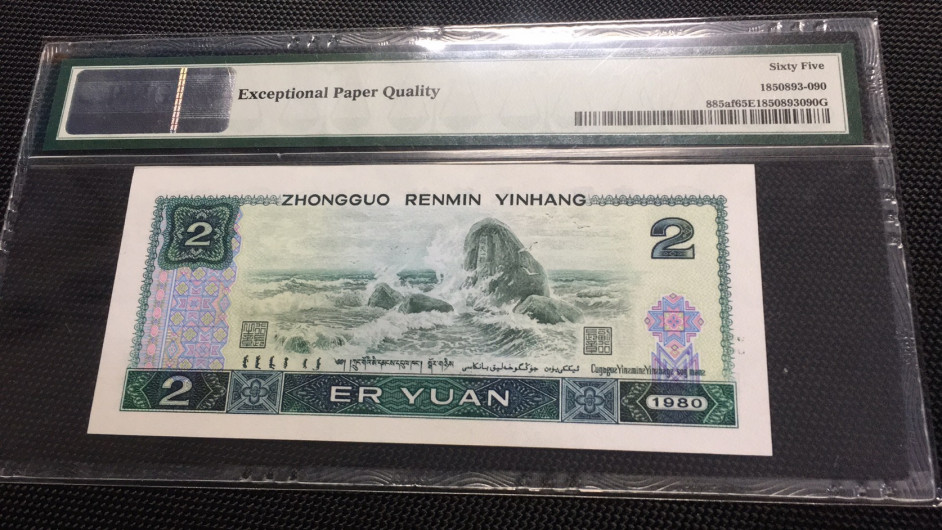 Exceptional Paper Quality
Sixty Five
1850893-090
885af65E1850893090G
ZHONGGUO RENMIN YINHANG
2
2
2
ER YUAN
1980